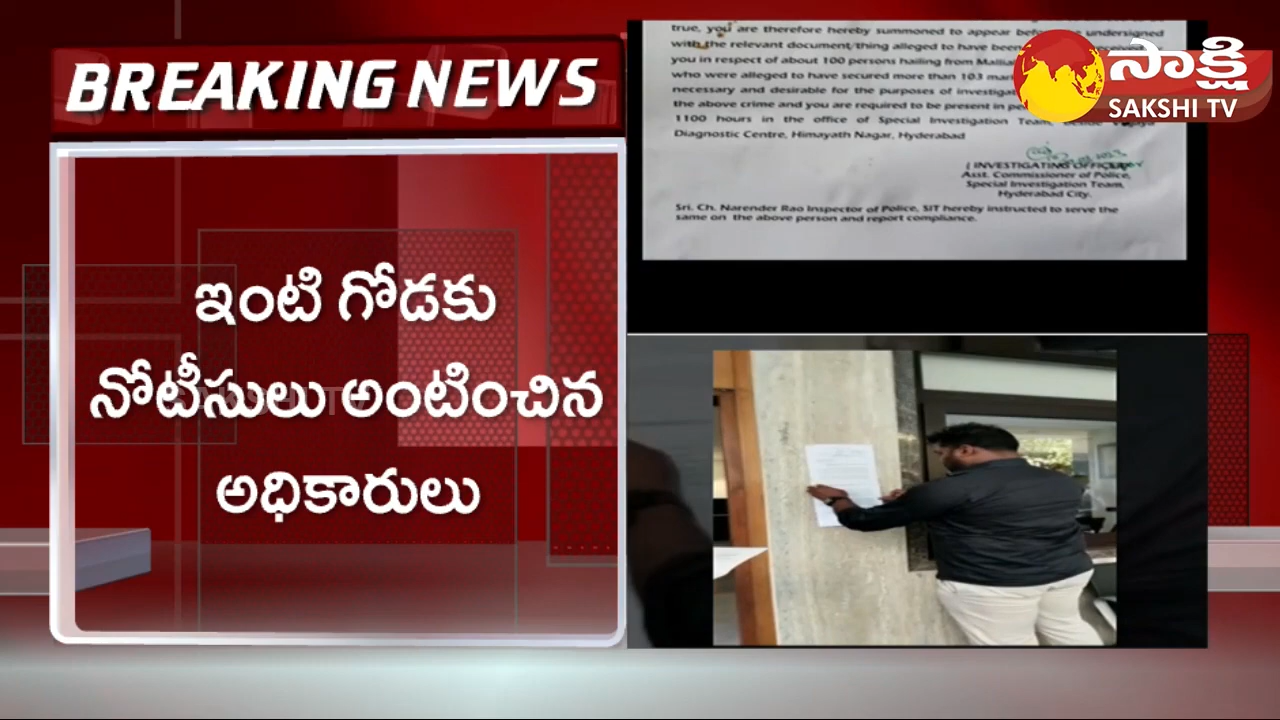 BREAKING NEWS
ఇంటి గోడకు
నోటీసులు అంటించిన
అధికారులు
SAKSHI TV
true, you are therefore hereby summoned to appear undersigned
with the relevant document/thing alleged to have been
you in respect of about 100 persons hailing from
who were alleged to have secured more than 103
necessary and desirable for the purposes of
the above crime and you are required to be present in
1100 hours in the office of Special Investigation Team,
Diagnostic Centre, Himayath Nagar, Hyderabad
( INVESTIGATING OFFICER)
Asst. Commissioner of Police,
Special Investigation Team,
Hyderabad City.
Sri. Ch. Narender Rao Inspector of Police, SIT hereby instructed to serve the
same on the above person and report compliance.
సాక్షి
SAKSHI TV